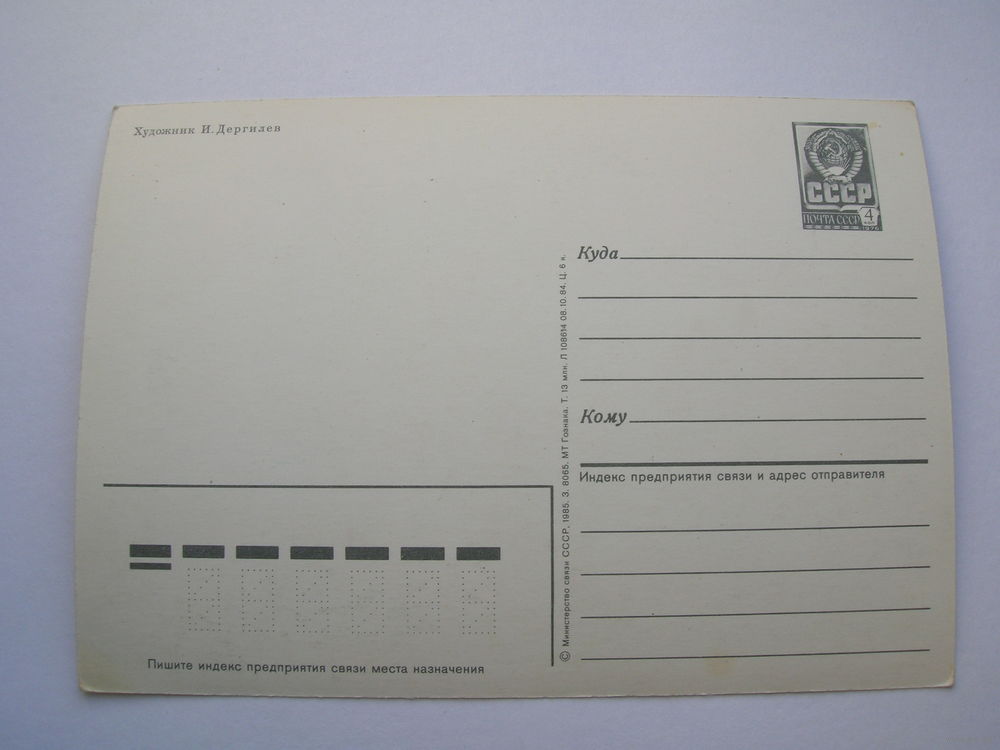 Художник И. Дергилев
СССР
ПОЧТА СССР
4
КОП
1976
Куда
Кому
Индекс предприятия связи и адрес отправителя
© Министерство связи СССР, 1985. З. 8065. МТ Гознака. Т. 13 млн. Л 108614 08.10.84. Ц. 6 к.
Пишите индекс предприятия связи места назначения